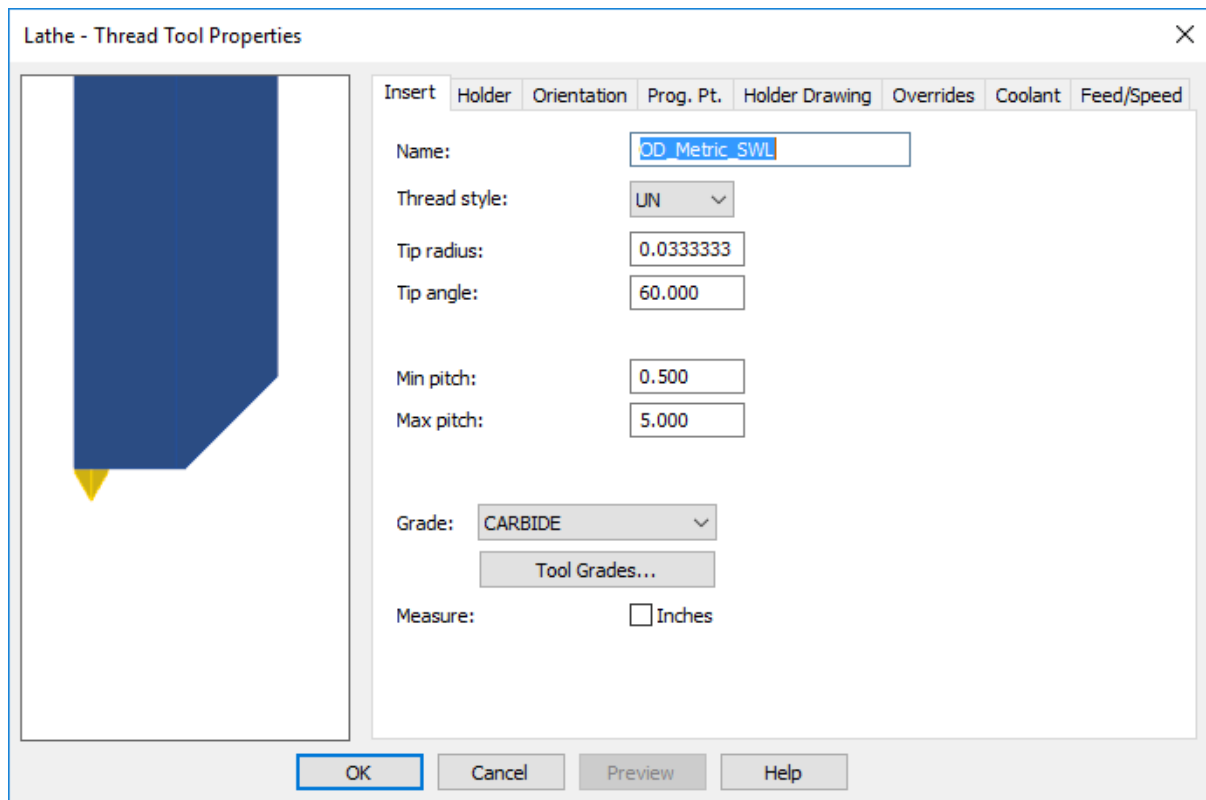 Lathe - Thread Tool Properties
Insert Holder Orientation Prog. Pt. Holder Drawing Overrides Coolant Feed/Speed
Name: OD_Metric_SWL
Thread style: UN
Tip radius: 0.0333333
Tip angle: 60.000
Min pitch: 0.500
Max pitch: 5.000
Grade: CARBIDE
Tool Grades...
Measure: Inches
OK Cancel Preview Help